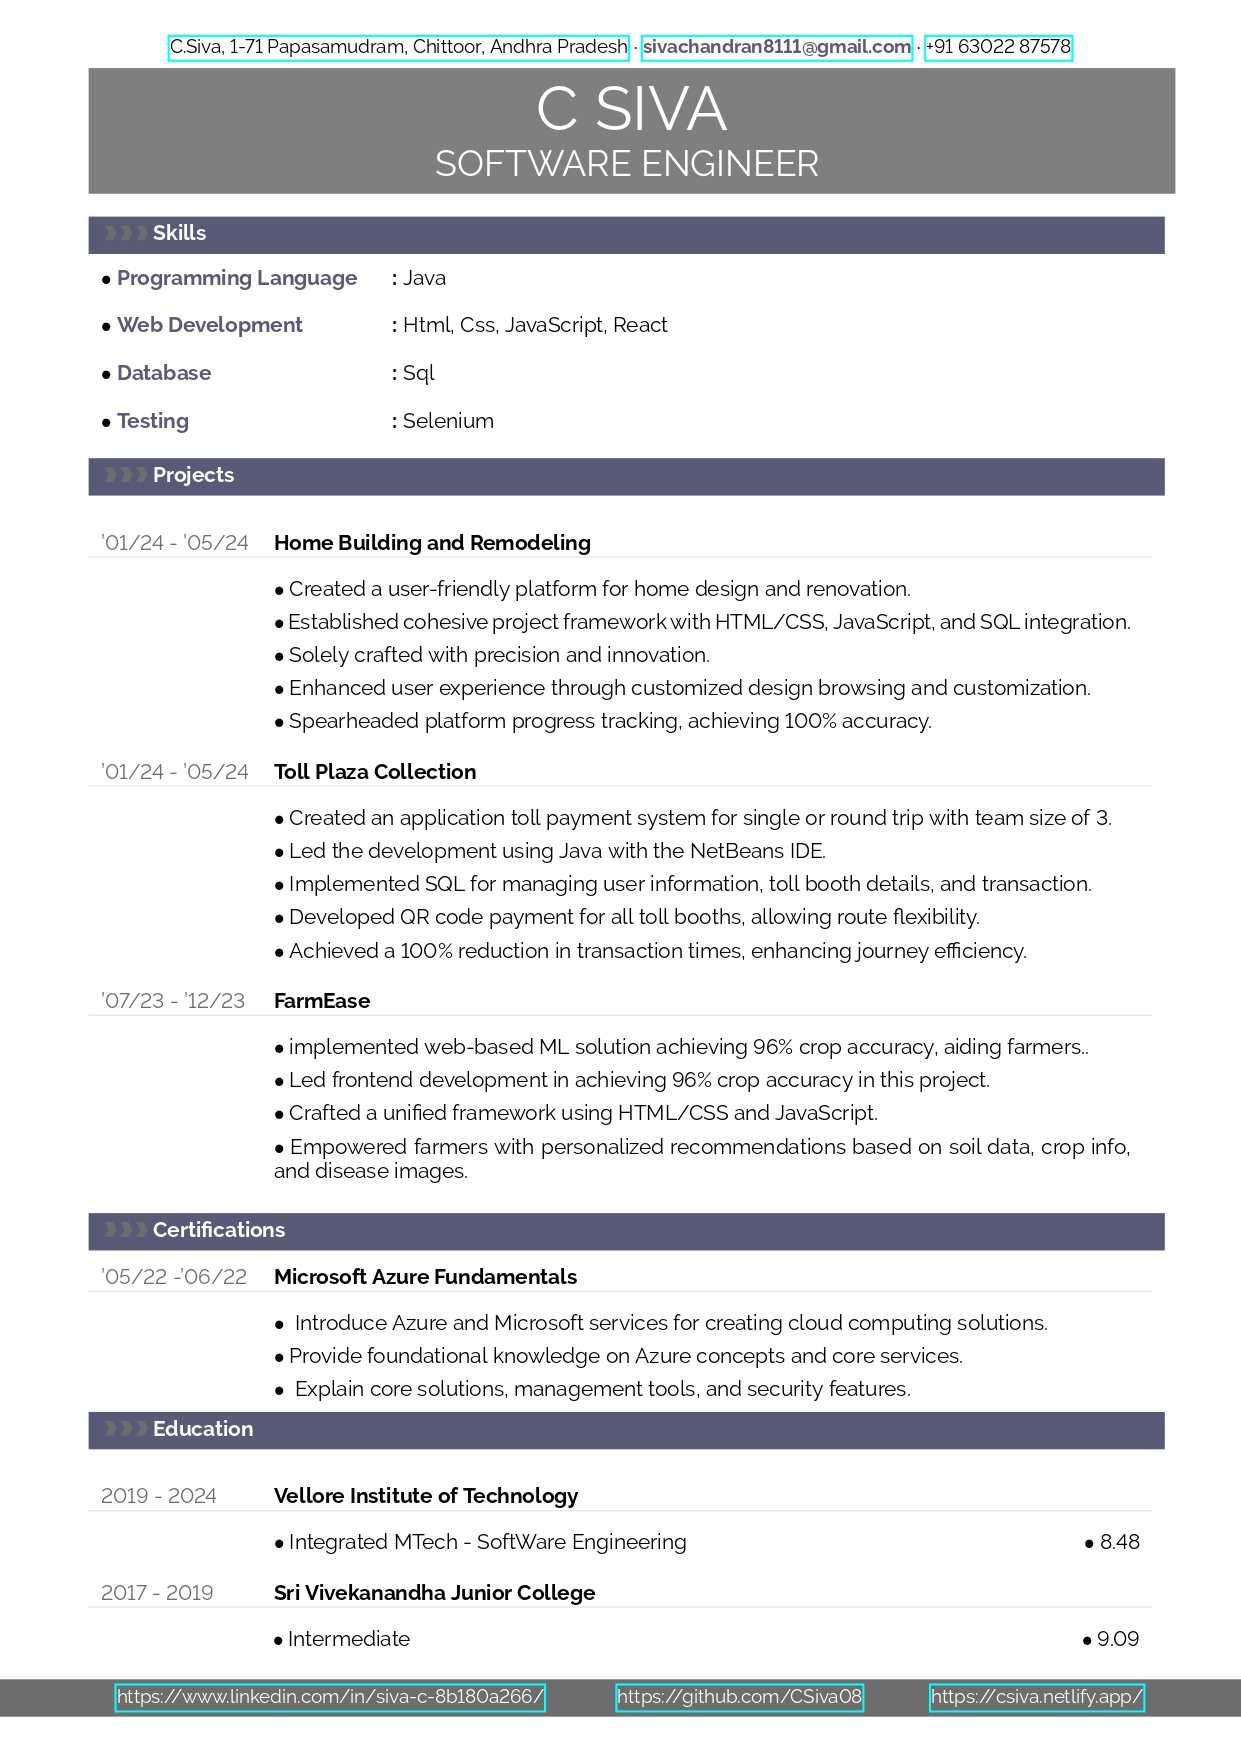 C.Siva, 1-71 Papasamudram, Chittoor, Andhra Pradesh · sivachandran8111@gmail.com · +91 63022 87578
C SIVA
SOFTWARE ENGINEER
Skills
● Programming Language : Java
● Web Development : Html, Css, JavaScript, React
● Database : Sql
● Testing : Selenium
Projects
’01/24 - ’05/24 Home Building and Remodeling
● Created a user-friendly platform for home design and renovation.
● Established cohesive project framework with HTML/CSS, JavaScript, and SQL integration.
● Solely crafted with precision and innovation.
● Enhanced user experience through customized design browsing and customization.
● Spearheaded platform progress tracking, achieving 100% accuracy.
’01/24 - ’05/24 Toll Plaza Collection
● Created an application toll payment system for single or round trip with team size of 3.
● Led the development using Java with the NetBeans IDE.
● Implemented SQL for managing user information, toll booth details, and transaction.
● Developed QR code payment for all toll booths, allowing route flexibility.
● Achieved a 100% reduction in transaction times, enhancing journey efficiency.
’07/23 - ’12/23 FarmEase
● implemented web-based ML solution achieving 96% crop accuracy, aiding farmers..
● Led frontend development in achieving 96% crop accuracy in this project.
● Crafted a unified framework using HTML/CSS and JavaScript.
● Empowered farmers with personalized recommendations based on soil data, crop info,
and disease images.
Certifications
’05/22 -’06/22 Microsoft Azure Fundamentals
● Introduce Azure and Microsoft services for creating cloud computing solutions.
● Provide foundational knowledge on Azure concepts and core services.
● Explain core solutions, management tools, and security features.
Education
2019 - 2024 Vellore Institute of Technology
● Integrated MTech - SoftWare Engineering ● 8.48
2017 - 2019 Sri Vivekanandha Junior College
● Intermediate ● 9.09
https://www.linkedin.com/in/siva-c-8b180a266/ https://github.com/CSiva08 https://csiva.netlify.app/